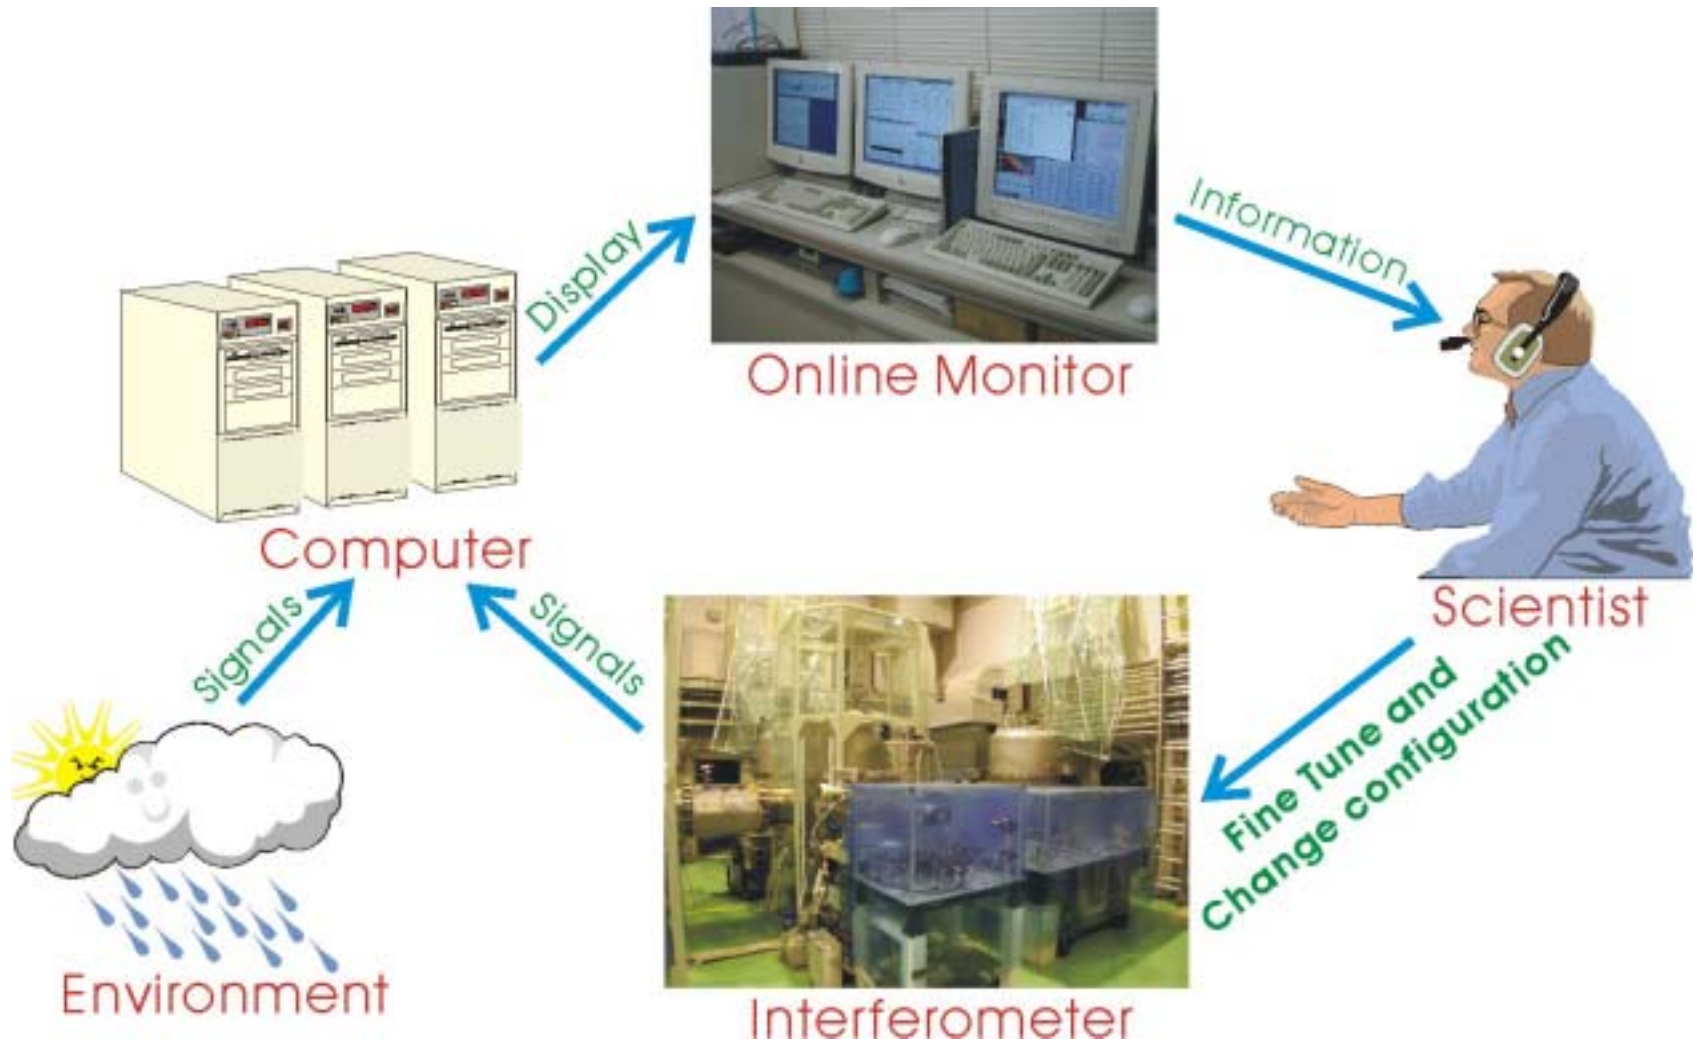 Display
Online Monitor
Information
Computer
Scientist
Signals
Signals
Fine Tune and
Change configuration
Environment
Interferometer